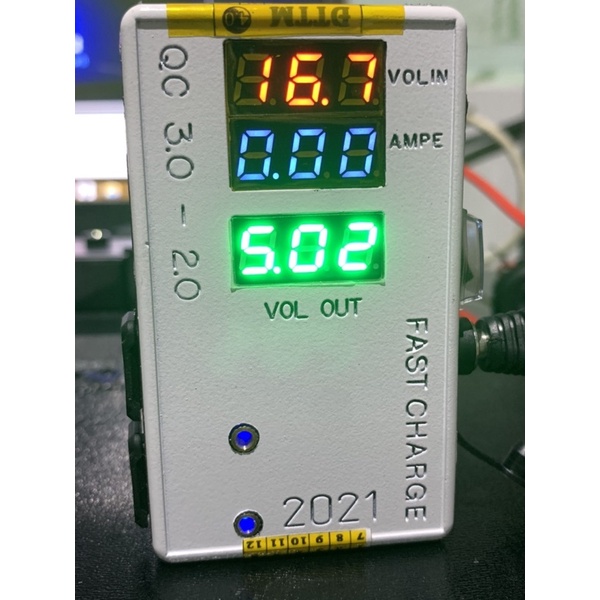 DTTM
16.7 VOLIN
0.00 AMPE
5.02
VOL OUT
QC 3.0 - 2.0
FAST CHARGE
2021
7 8 9 10 11 12